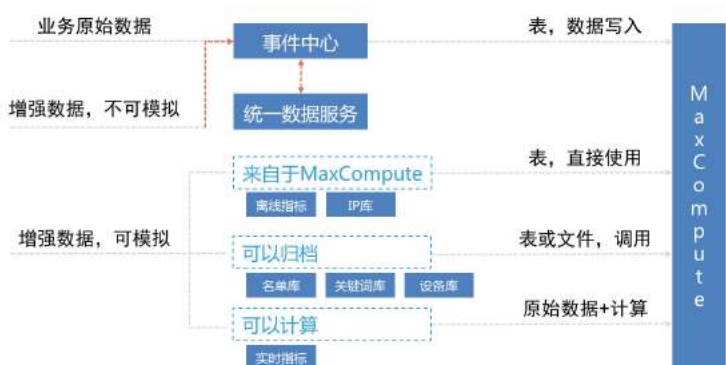 业务原始数据
事件中心
表，数据写入
增强数据，不可模拟
统一数据服务
来自于MaxCompute
表，直接使用
离线指标
IP库
增强数据，可模拟
可以归档
表或文件，调用
名单库
关键词库
设备库
可以计算
原始数据+计算
实时指标
MaxCompute